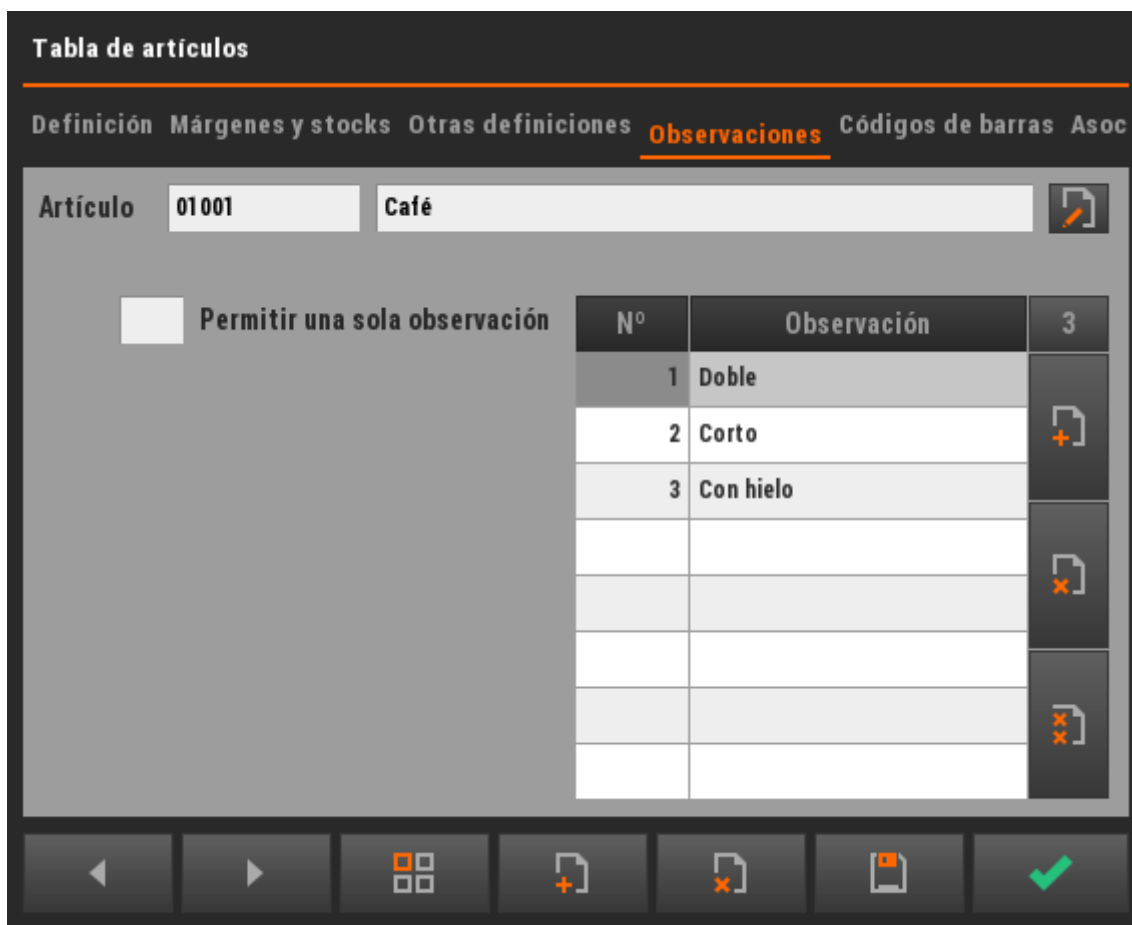 Tabla de artículos
Definición Márgenes y stocks Otras definiciones Observaciones Códigos de barras Asoc
Artículo 01001 Café
Permitir una sola observación
Nº Observación 3
1 Doble
2 Corto
3 Con hielo